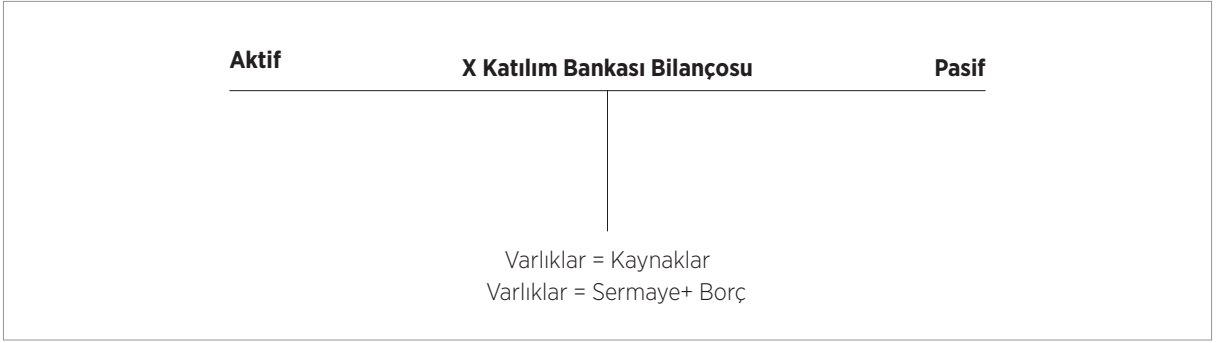 Aktif
X Katılım Bankası Bilançosu
Pasif
Varlıklar = Kaynaklar
Varlıklar = Sermaye+ Borç